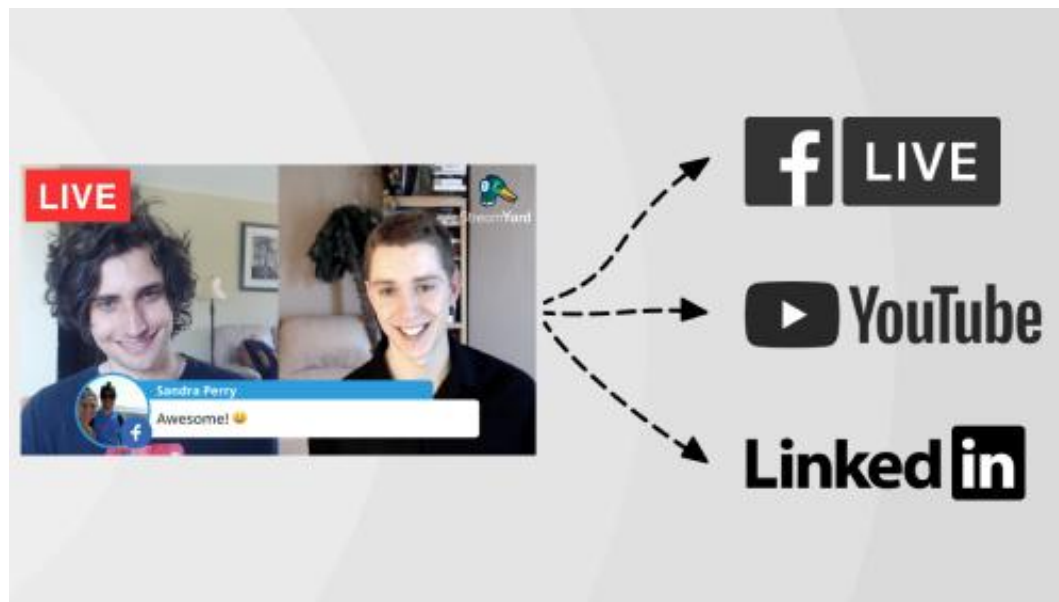 LIVE
StreamYard
Sandra Perry
Awesome! 😀
f LIVE
YouTube
Linked in